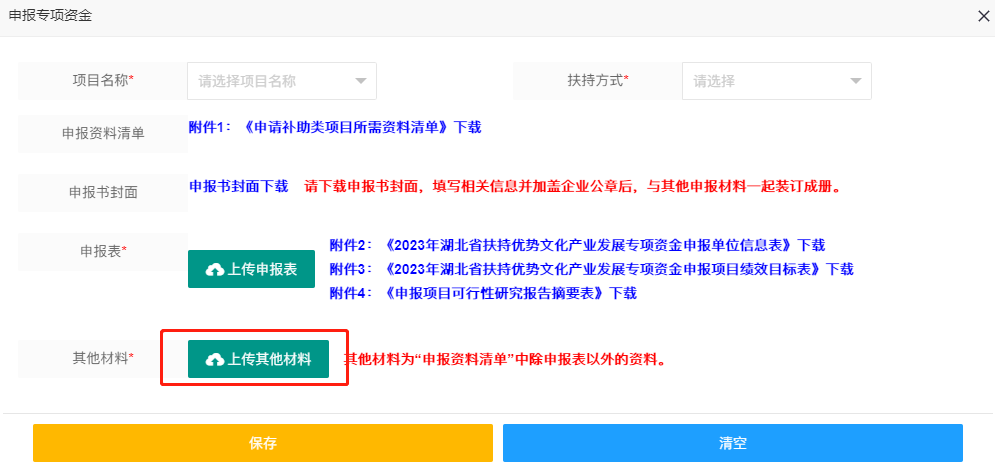 申报专项资金
项目名称* 请选择项目名称 扶持方式* 请选择
申报资料清单 附件1：《申请补助类项目所需资料清单》下载
申报书封面 申报书封面下载 请下载申报书封面，填写相关信息并加盖企业公章后，与其他申报材料一起装订成册。
申报表* 上传申报表
附件2：《2023年湖北省扶持优势文化产业发展专项资金申报单位信息表》下载
附件3：《2023年湖北省扶持优势文化产业发展专项资金申报项目绩效目标表》下载
附件4：《申报项目可行性研究报告摘要表》下载
其他材料* 上传其他材料 其他材料为“申报资料清单”中除申报表以外的资料。
保存 清空